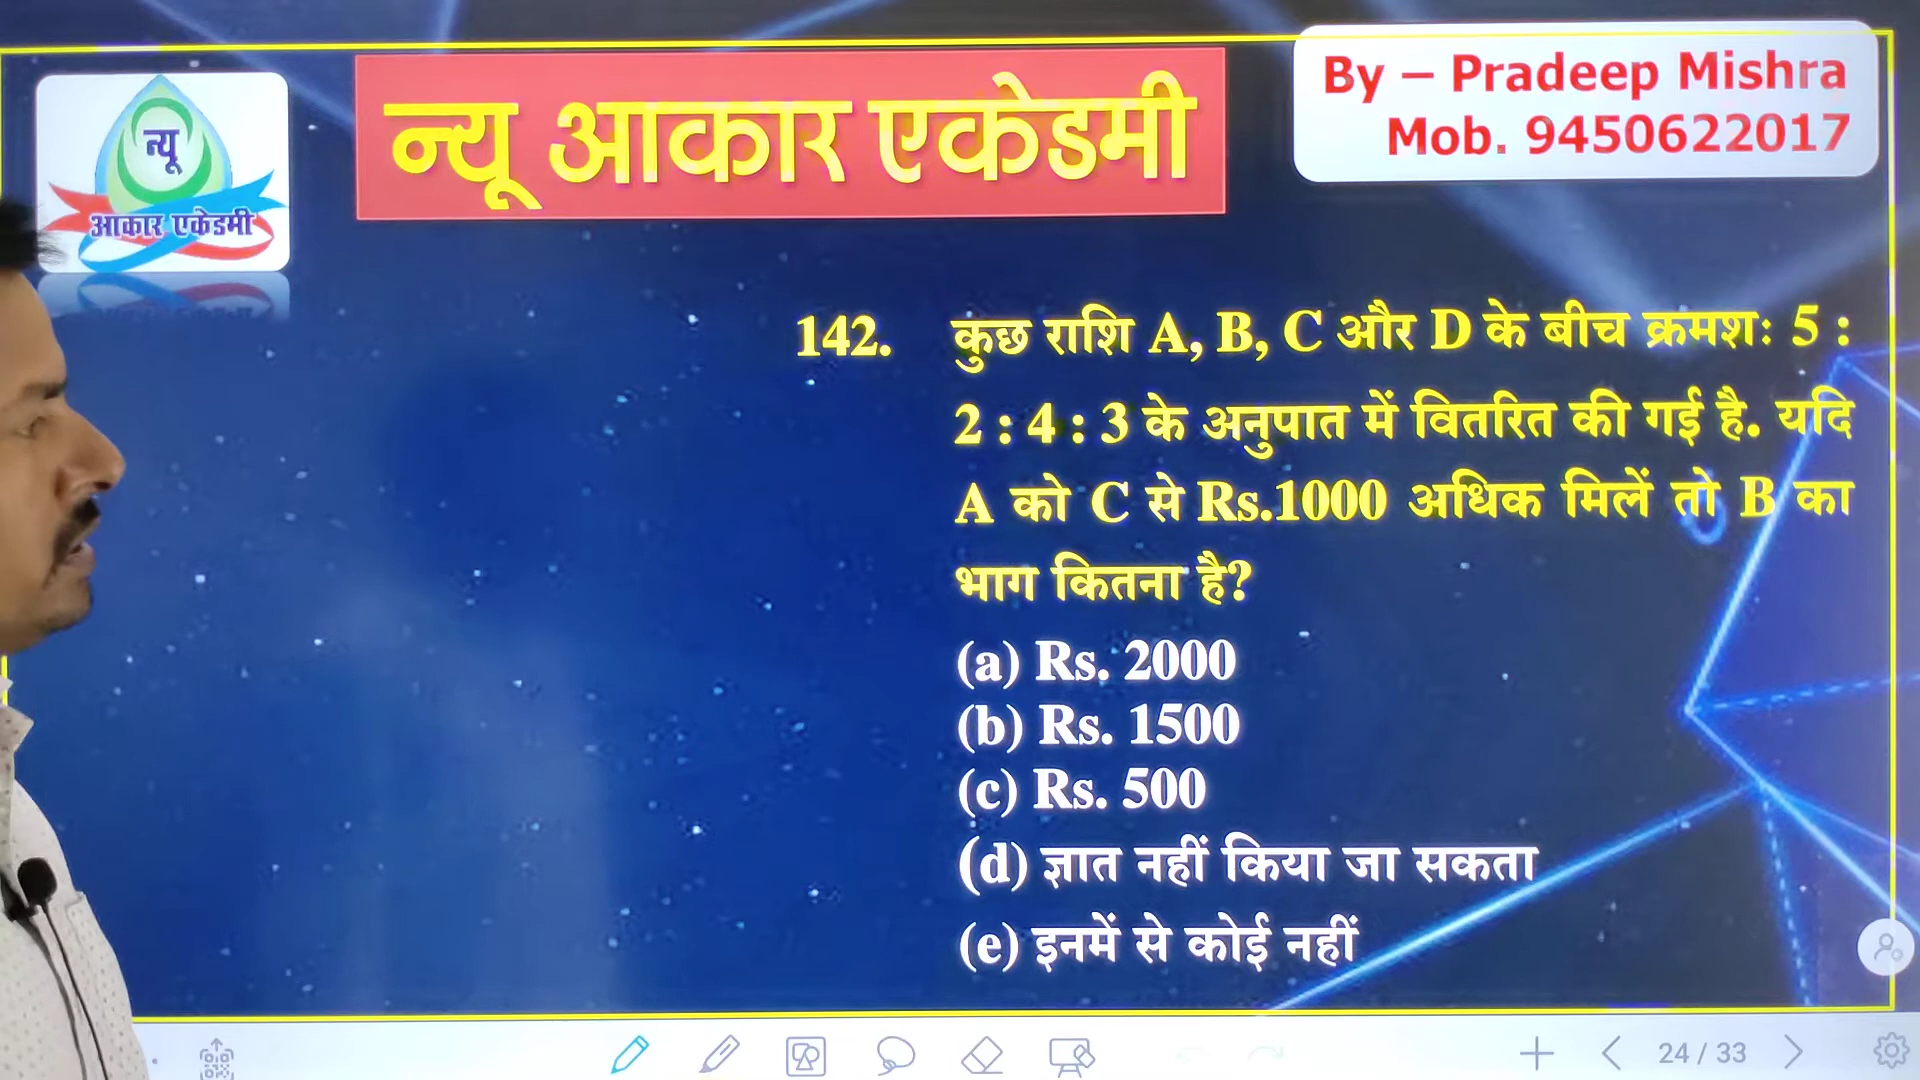 न्यू आकार एकेडमी
By – Pradeep Mishra
Mob. 9450622017
न्यू
आकार एकेडमी
142. कुछ राशि A, B, C और D के बीच क्रमशः 5 :
2 : 4 : 3 के अनुपात में वितरित की गई है. यदि
A को C से Rs.1000 अधिक मिलें तो B का
भाग कितना है?
(a) Rs. 2000
(b) Rs. 1500
(c) Rs. 500
(d) ज्ञात नहीं किया जा सकता
(e) इनमें से कोई नहीं
24 / 33